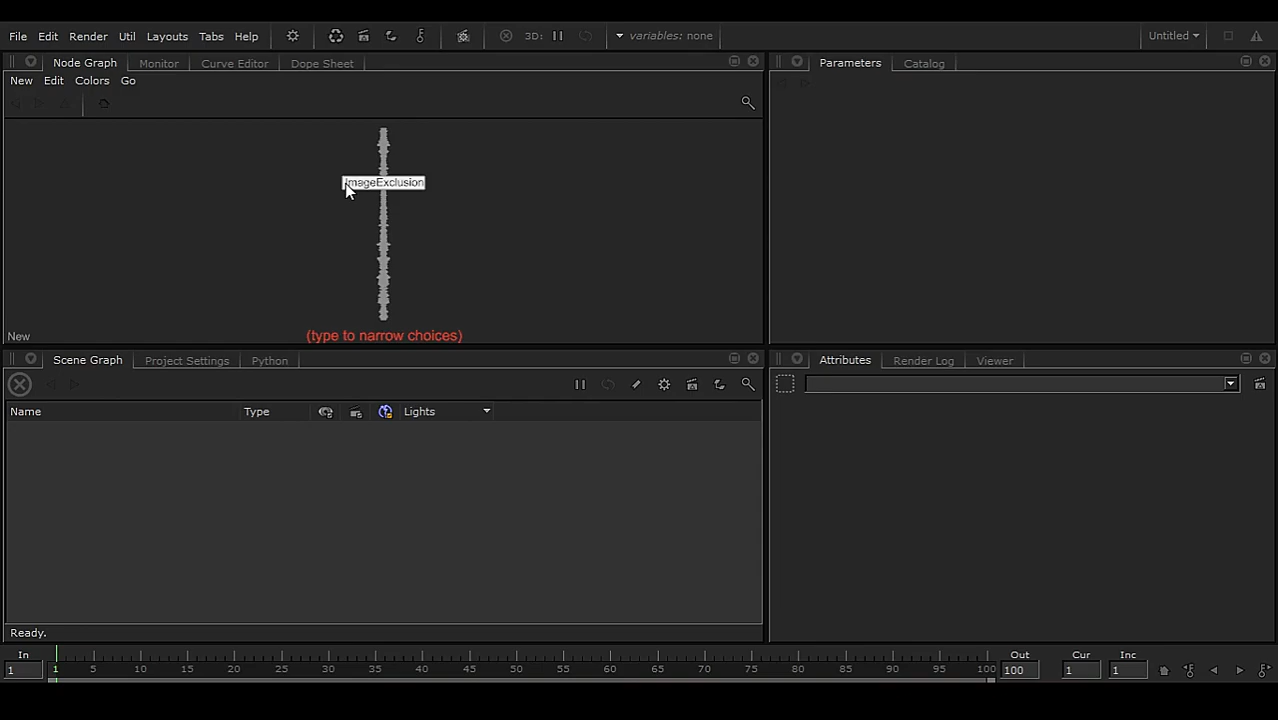 File Edit Render Util Layouts Tabs Help 3D: variables: none Untitled
Node Graph Monitor Curve Editor Dope Sheet Parameters Catalog
New Edit Colors Go
ImageExclusion
New (type to narrow choices)
Scene Graph Project Settings Python Attributes Render Log Viewer
Name Type Lights
Ready.
In Out Cur Inc
1 1 5 10 15 20 25 30 35 40 45 50 55 60 65 70 75 80 85 90 95 100 100 1 1